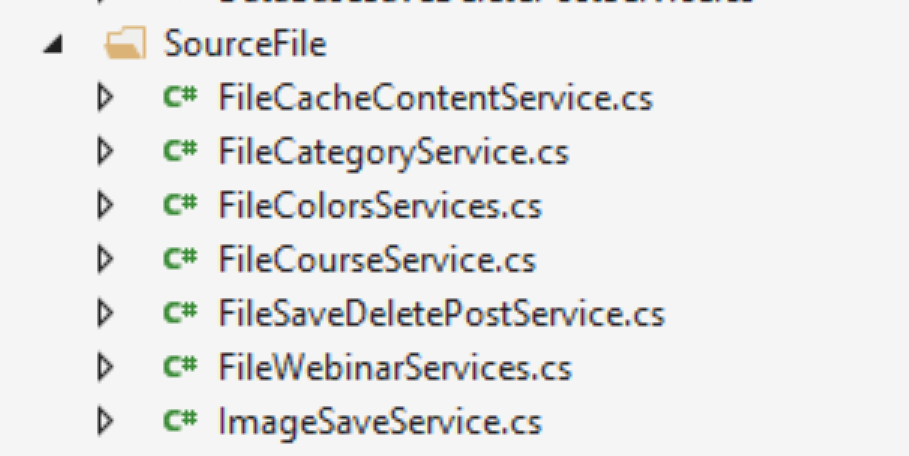 SourceFile
C# FileCacheContentService.cs
C# FileCategoryService.cs
C# FileColorsServices.cs
C# FileCourseService.cs
C# FileSaveDeletePostService.cs
C# FileWebinarServices.cs
C# ImageSaveService.cs